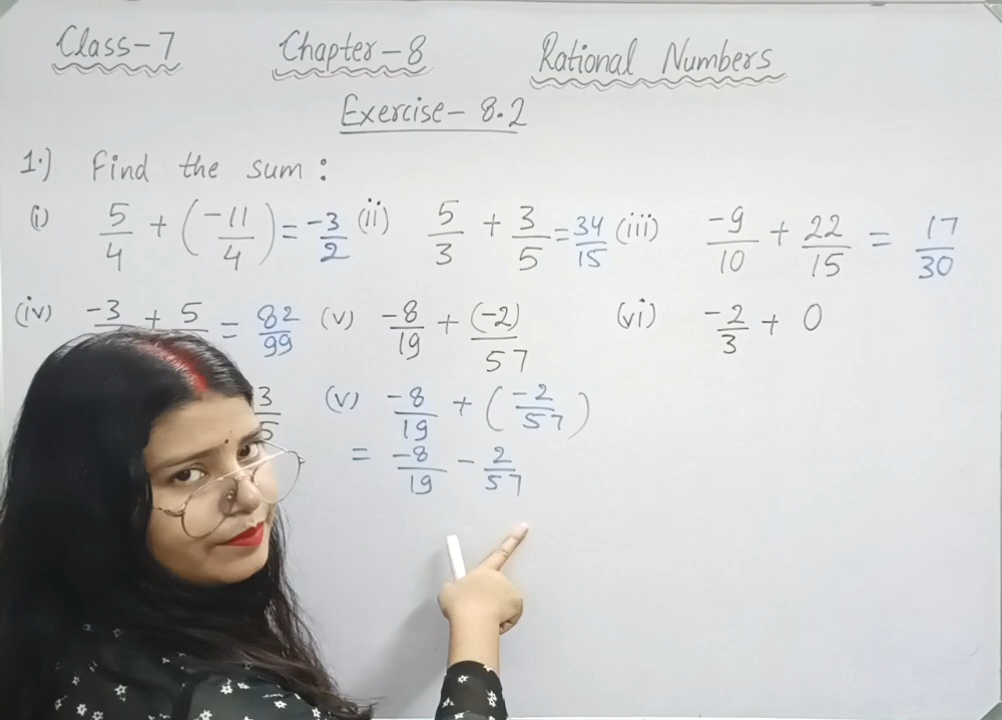 Class-7 Chapter-8 Rational Numbers
Exercise- 8.2
1.) Find the sum :
(i) 5/4 + (-11/4) = -3/2 (ii) 5/3 + 3/5 = 34/15 (iii) -9/10 + 22/15 = 17/30
(iv) -3 + 5 = 82/99 (v) -8/19 + (-2)/57 (vi) -2/3 + 0
3/5 (v) -8/19 + (-2/57)
= -8/19 - 2/57